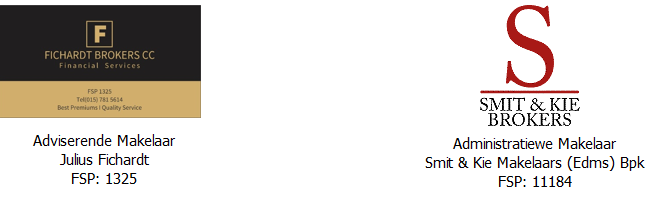 F
FICHARDT BROKERS CC
Financial Services
FSP 1325
Tel(015) 781 5614
Best Premiums I Quality Service
Adviserende Makelaar
Julius Fichardt
FSP: 1325
S
SMIT & KIE
BROKERS
Administratiewe Makelaar
Smit & Kie Makelaars (Edms) Bpk
FSP: 11184